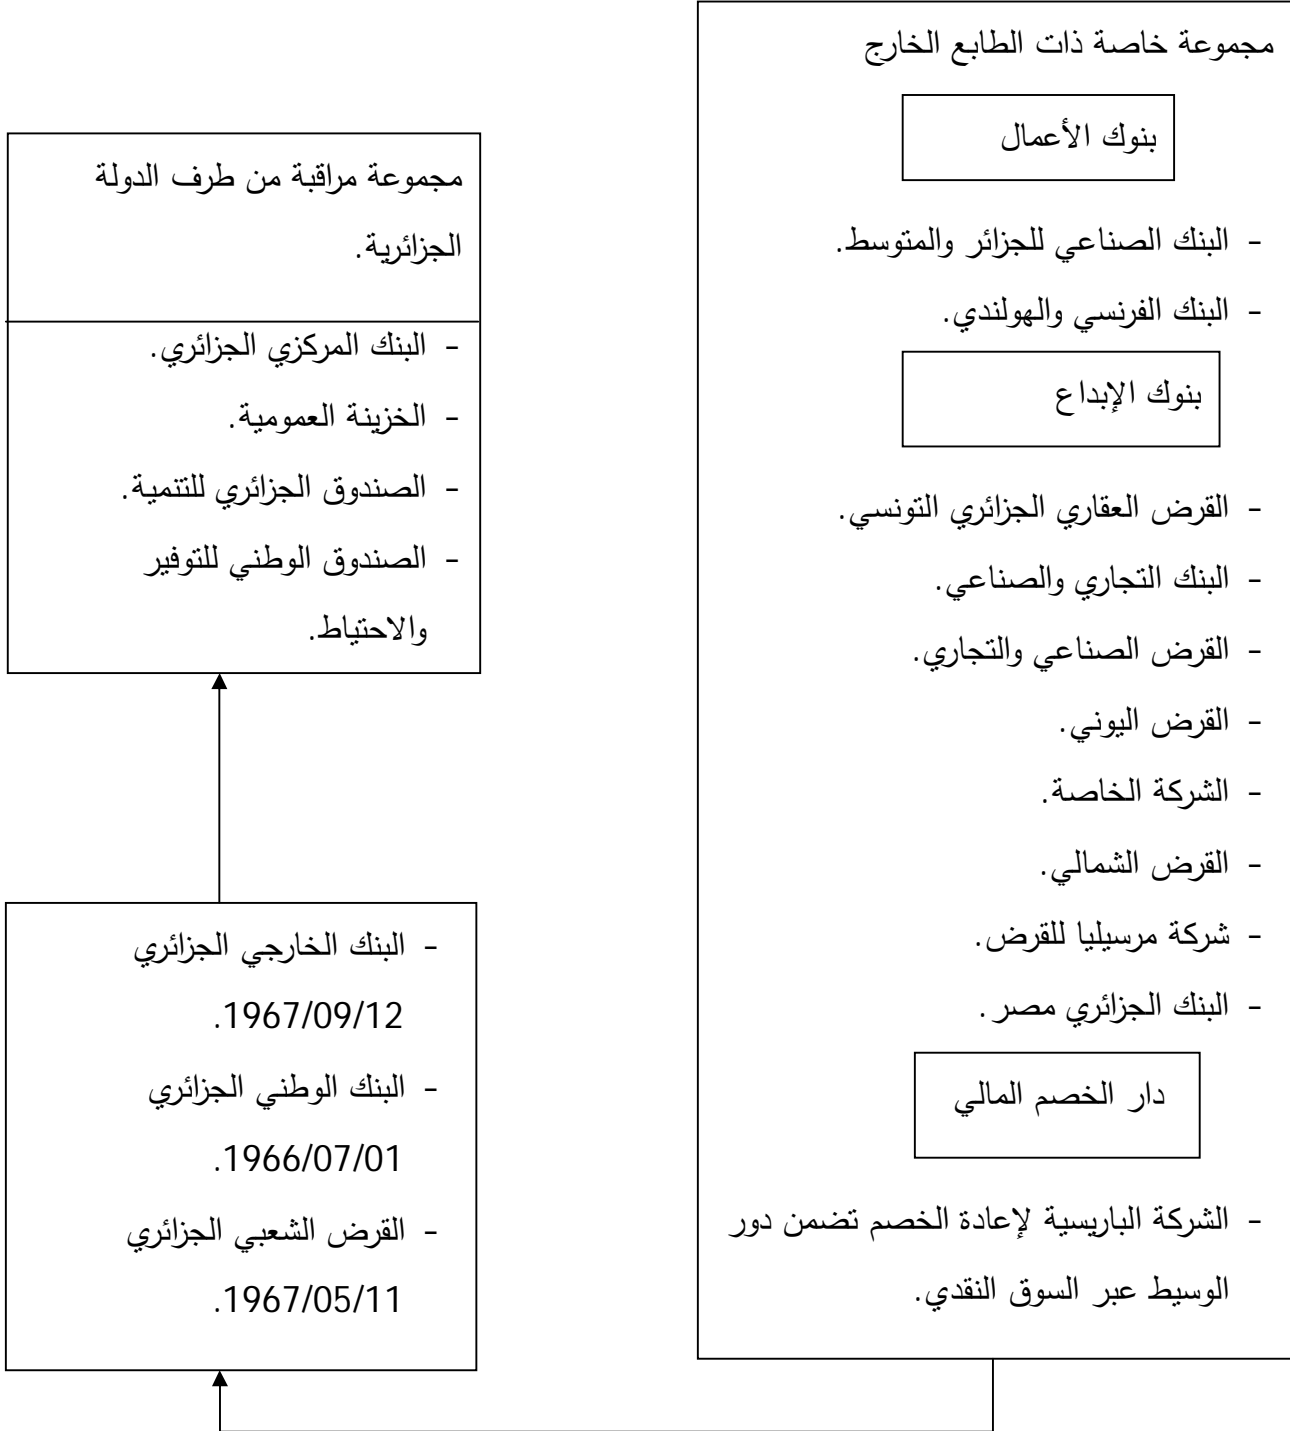 مجموعة خاصة ذات الطابع الخارج
بنوك الأعمال
- البنك الصناعي للجزائر والمتوسط.
- البنك الفرنسي والهولندي.
بنوك الإبداع
- القرض العقاري الجزائري التونسي.
- البنك التجاري والصناعي.
- القرض الصناعي والتجاري.
- القرض اليوني.
- الشركة الخاصة.
- القرض الشمالي.
- شركة مرسيليا للقرض.
- البنك الجزائري مصر.
دار الخصم المالي
- الشركة الباريسية لإعادة الخصم تضمن دور
الوسيط عبر السوق النقدي.
مجموعة مراقبة من طرف الدولة
الجزائرية.
- البنك المركزي الجزائري.
- الخزينة العمومية.
- الصندوق الجزائري للتنمية.
- الصندوق الوطني للتوفير
والاحتياط.
- البنك الخارجي الجزائري
1967/09/12.
- البنك الوطني الجزائري
1966/07/01.
- القرض الشعبي الجزائري
1967/05/11.